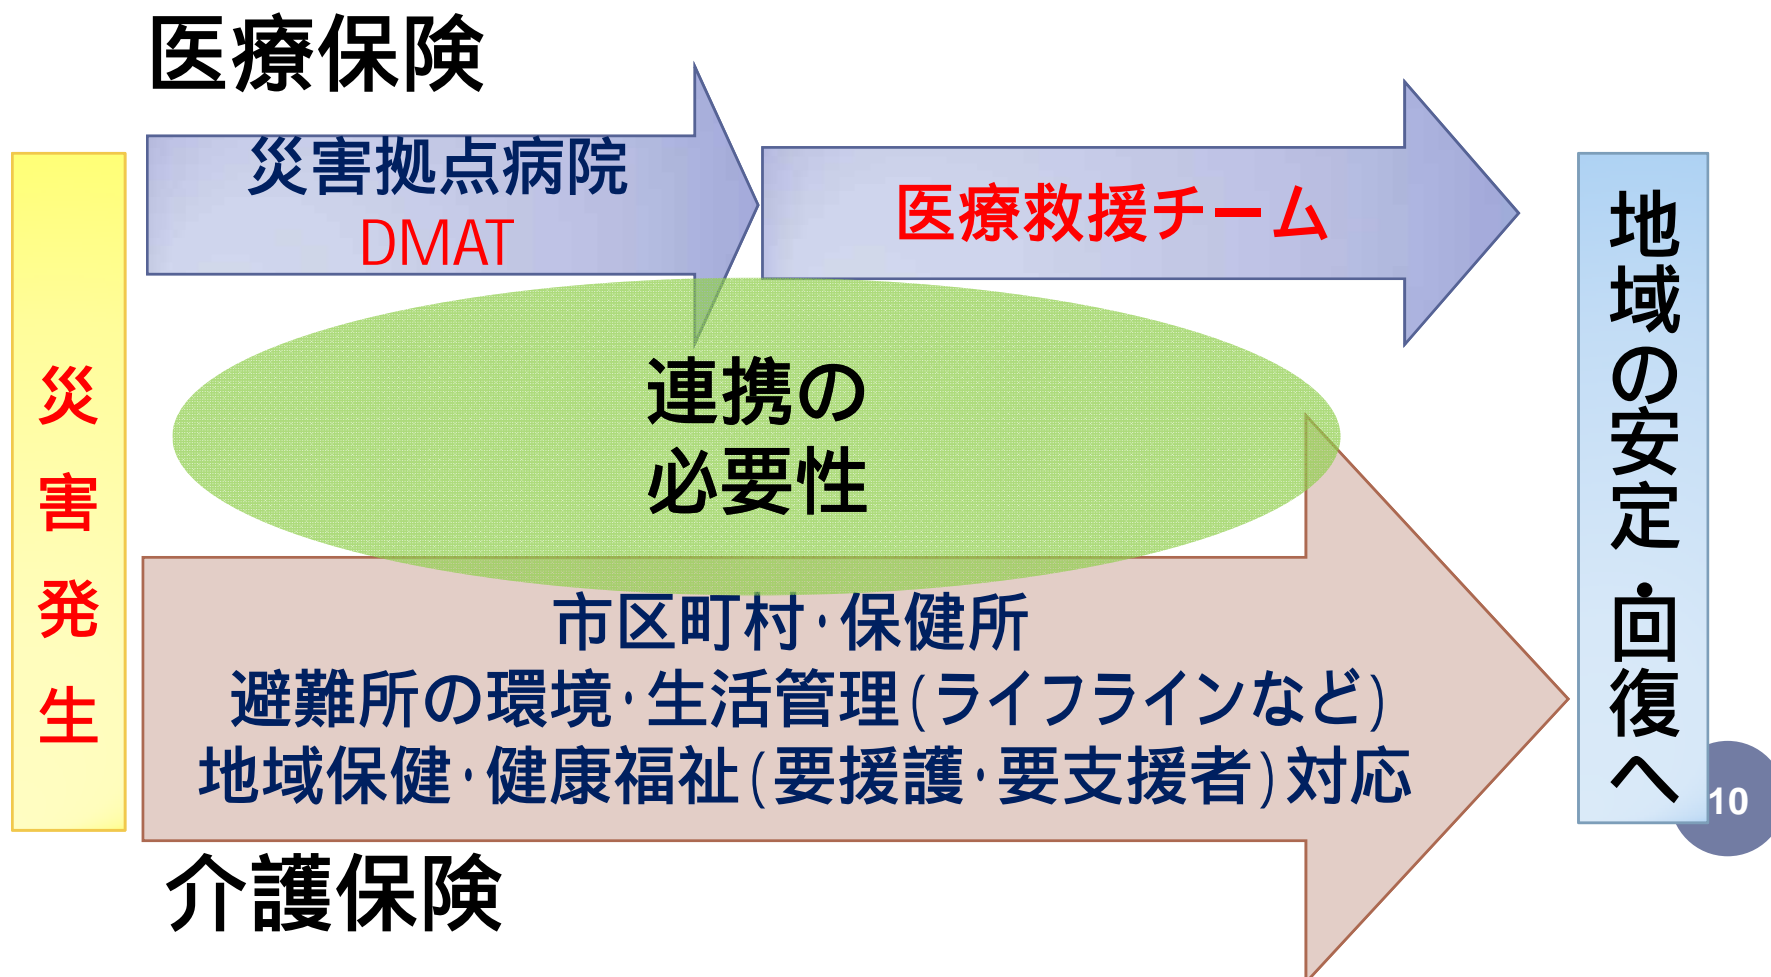 医療保険
災害拠点病院
DMAT
医療救援チーム
災害発生
連携の
必要性
地域の安定・回復へ
市区町村・保健所
避難所の環境・生活管理(ライフラインなど)
地域保健・健康福祉(要援護・要支援者)対応
介護保険
10